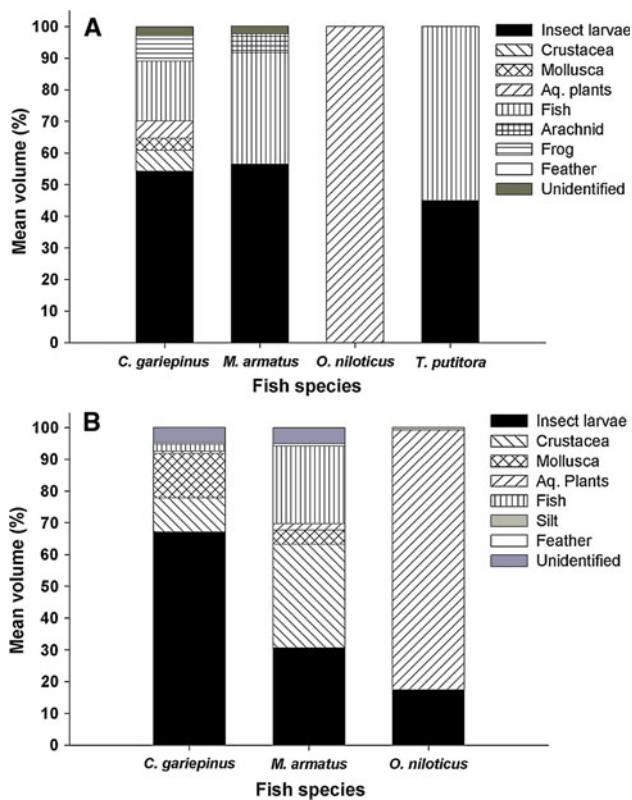 A
Mean volume (%)
100
90
80
70
60
50
40
30
20
10
0
C. gariepinus M. armatus O. niloticus T. putitora
Fish species
Insect larvae
Crustacea
Mollusca
Aq. plants
Fish
Arachnid
Frog
Feather
Unidentified
B
Mean volume (%)
100
90
80
70
60
50
40
30
20
10
0
C. gariepinus M. armatus O. niloticus
Fish species
Insect larvae
Crustacea
Mollusca
Aq. Plants
Fish
Silt
Feather
Unidentified